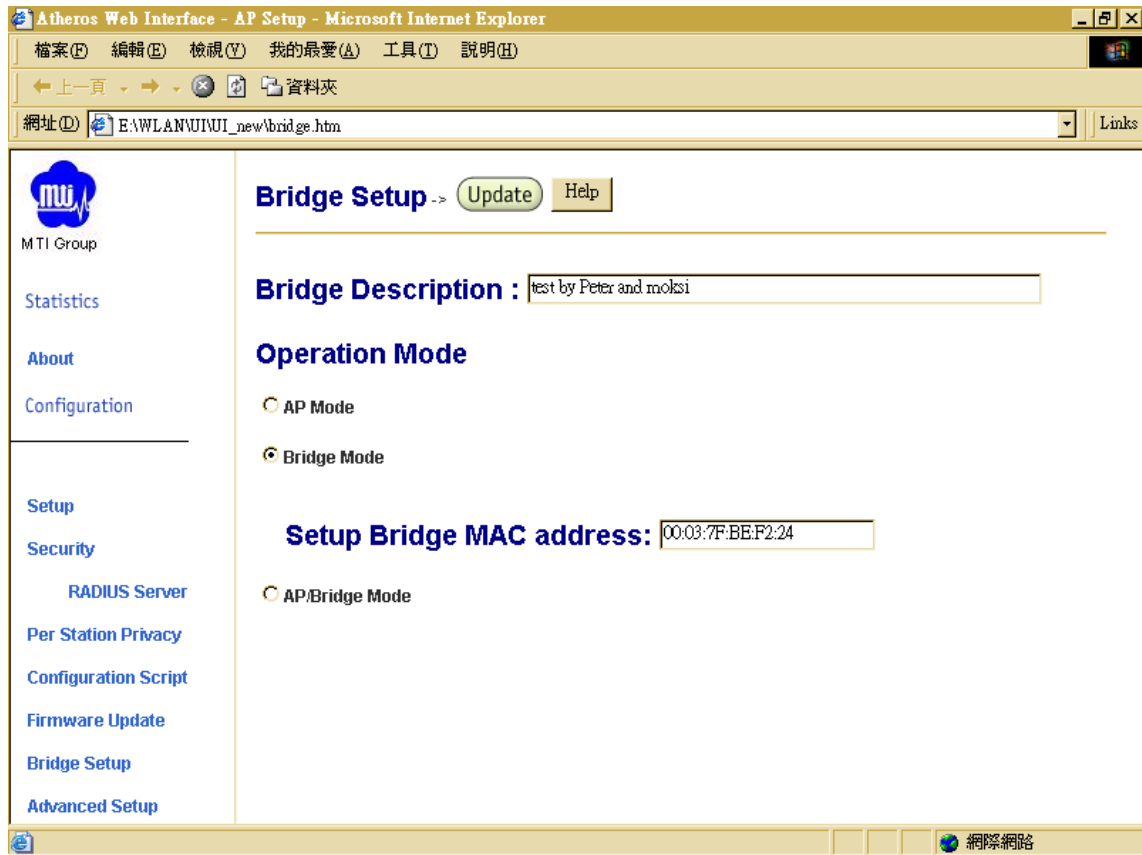 Atheros Web Interface - AP Setup - Microsoft Internet Explorer
檔案(F) 編輯(E) 檢視(V) 我的最愛(A) 工具(T) 說明(H)
上一頁 資料夾
網址(D) E:\WLAN\UI\UI_new\bridge.htm Links
mti
MTI Group
Statistics
About
Configuration
Setup
Security
RADIUS Server
Per Station Privacy
Configuration Script
Firmware Update
Bridge Setup
Advanced Setup
Bridge Setup -> Update Help
Bridge Description : test by Peter and moksi
Operation Mode
AP Mode
Bridge Mode
Setup Bridge MAC address: 00:03:7F:BE:F2:24
AP/Bridge Mode
網際網路